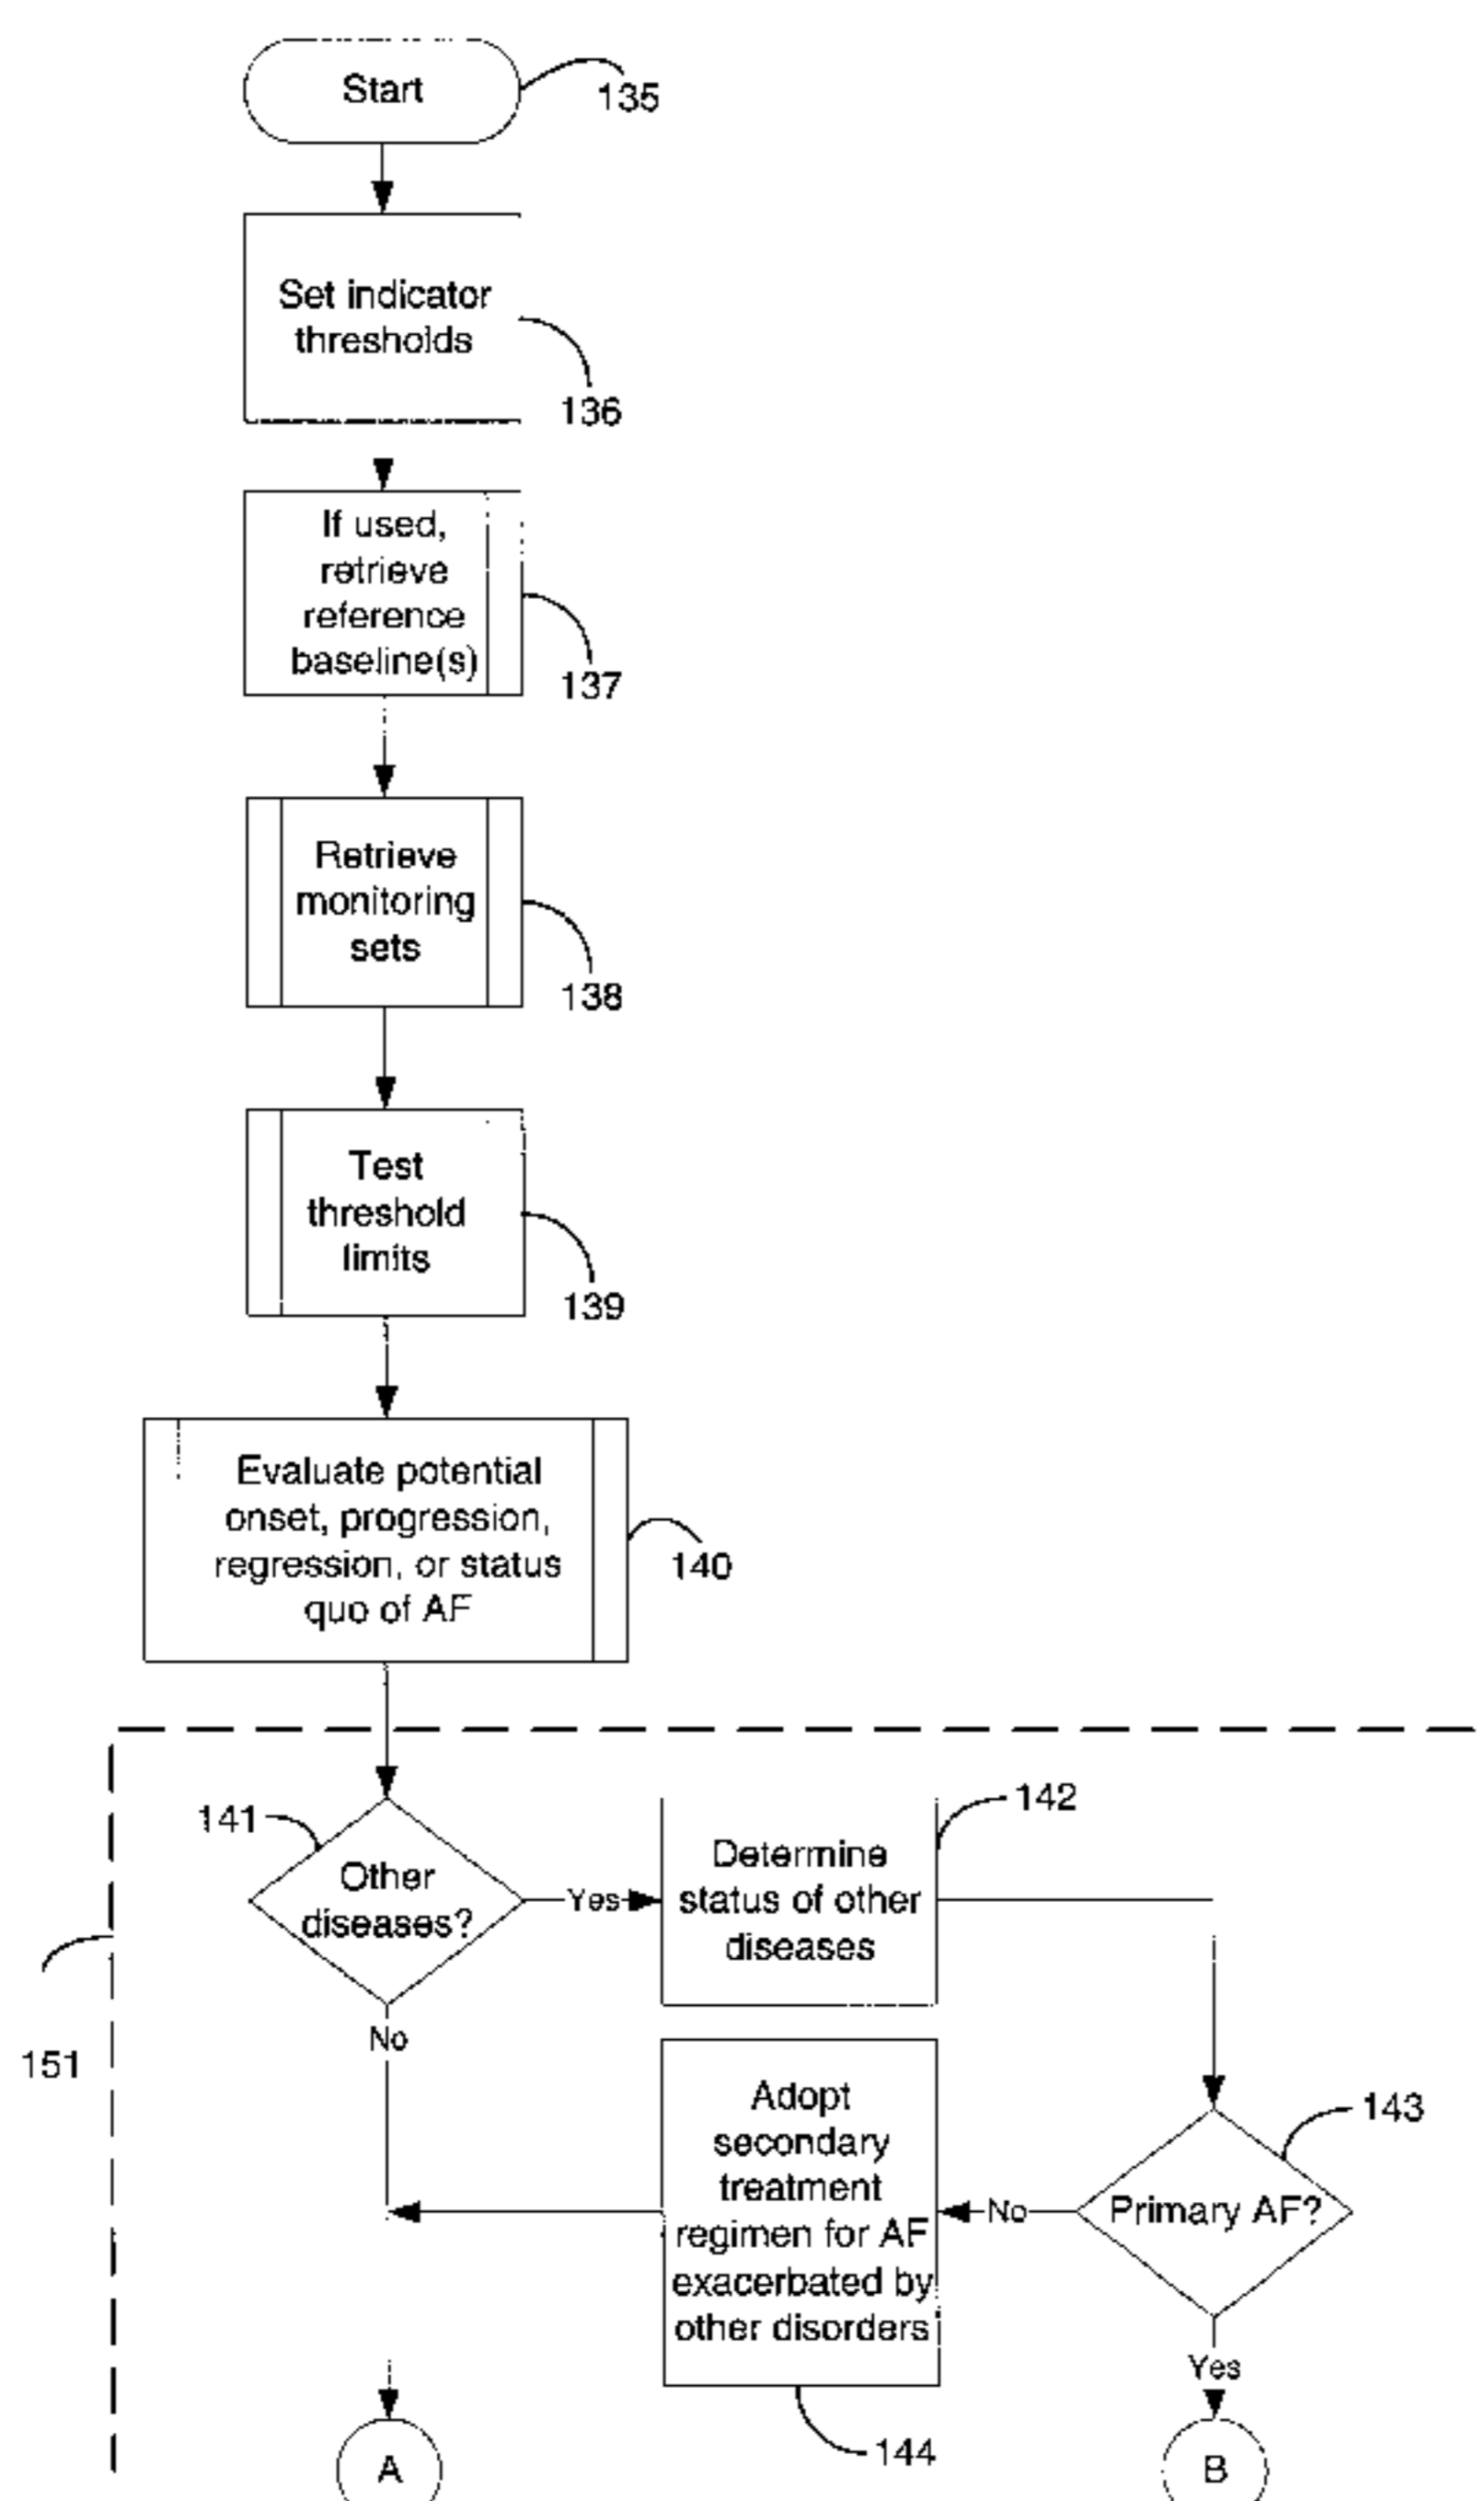 Start
135
Set indicator
thresholds
136
If used,
retrieve
reference
baseline(s)
137
Retrieve
monitoring
sets
138
Test
threshold
limits
139
Evaluate potential
onset, progression,
regression, or status
quo of AF
140
141
Other
diseases?
Yes
142
Determine
status of other
diseases
No
151
143
Primary AF?
No
Adopt
secondary
treatment
regimen for AF
exacerbated by
other disorders
144
Yes
A
B